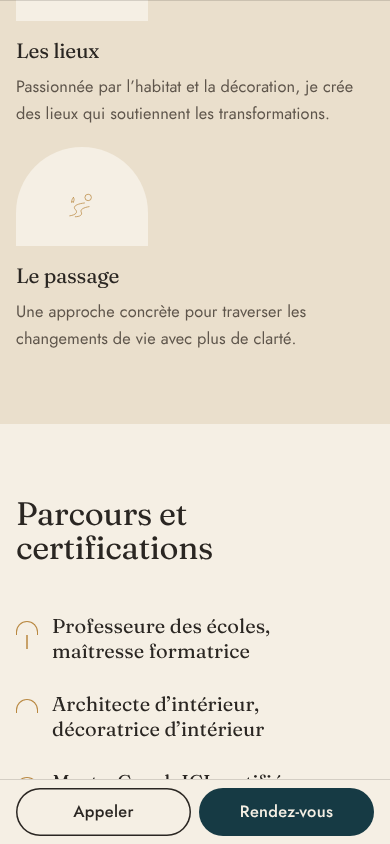 Les lieux
Passionnée par l’habitat et la décoration, je crée
des lieux qui soutiennent les transformations.
Le passage
Une approche concrète pour traverser les
changements de vie avec plus de clarté.
Parcours et
certifications
Professeure des écoles,
maîtresse formatrice
Architecte d’intérieur,
décoratrice d’intérieur
Appeler
Rendez-vous